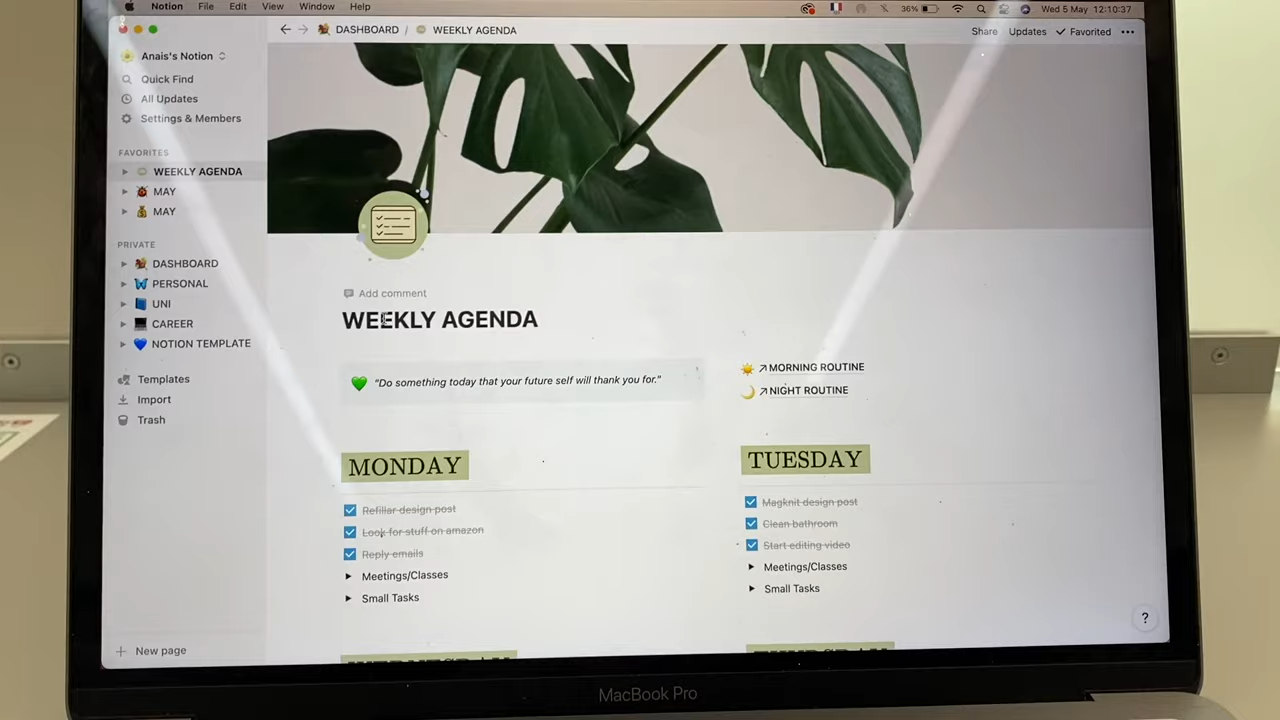 Notion File Edit View Window Help
36% Wed 5 May 12:10:37
DASHBOARD / WEEKLY AGENDA
Share Updates Favorited
Anais's Notion
Quick Find
All Updates
Settings & Members
FAVORITES
WEEKLY AGENDA
MAY
MAY
PRIVATE
DASHBOARD
PERSONAL
UNI
CAREER
NOTION TEMPLATE
Templates
Import
Trash
New page
Add comment
WEEKLY AGENDA
"Do something today that your future self will thank you for."
MORNING ROUTINE
NIGHT ROUTINE
MONDAY
Refillar design post
Look for stuff on amazon
Reply emails
Meetings/Classes
Small Tasks
TUESDAY
Magknit design post
Clean bathroom
Start editing video
Meetings/Classes
Small Tasks
?
MacBook Pro